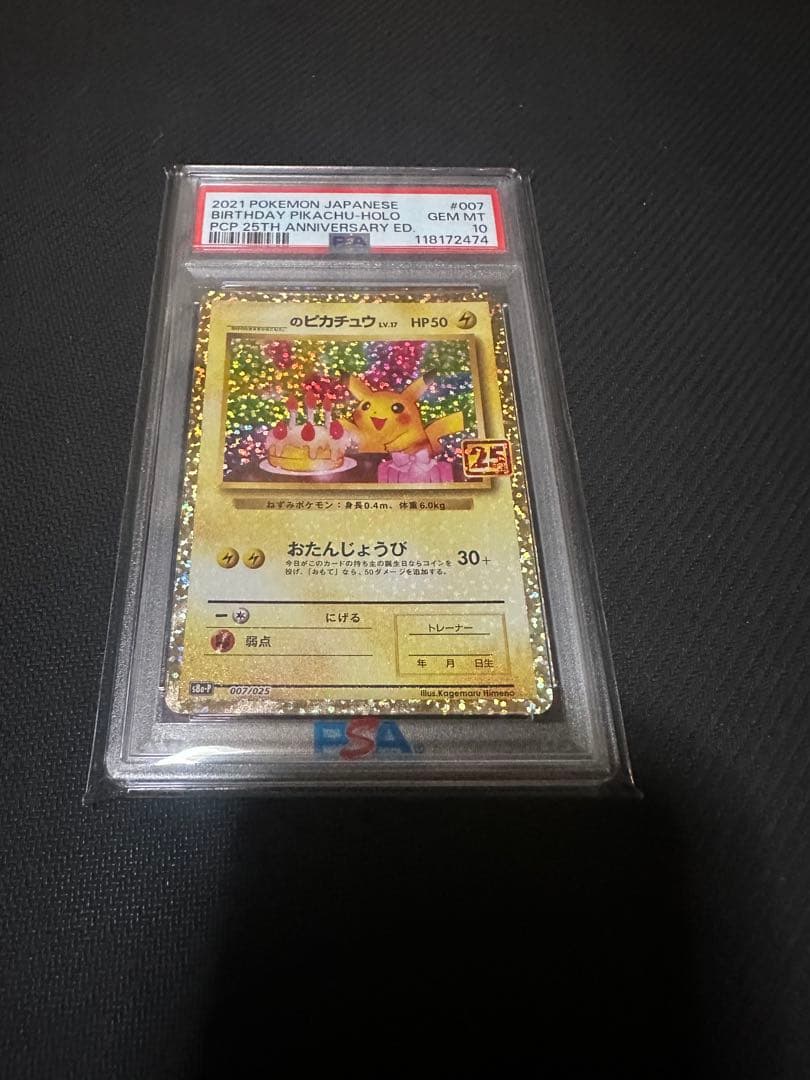 2021 POKEMON JAPANESE #007
BIRTHDAY PIKACHU-HOLO GEM MT
PCP 25TH ANNIVERSARY ED. 10
118172474
PSA
のピカチュウ LV.17 HP50
25
ねずみポケモン：身長0.4m、体重6.0kg
おたんじょうび 30+
今日がこのカードの持ち主の誕生日ならコインを
投げ、「おもて」なら、50ダメージを追加する。
にげる
弱点
トレーナー
年 月 日生
s8a-P 007/025
Illus.Kagemaru Himeno
PSA